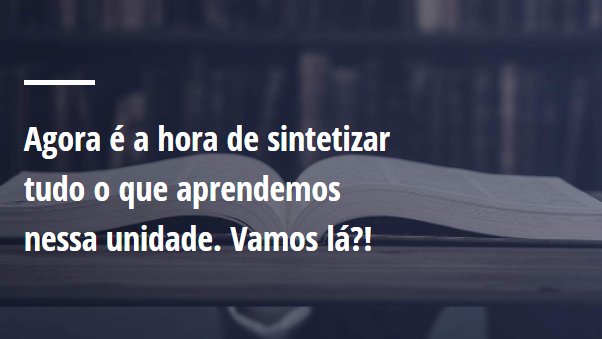 Agora é a hora de sintetizar
tudo o que aprendemos
nessa unidade. Vamos lá?!